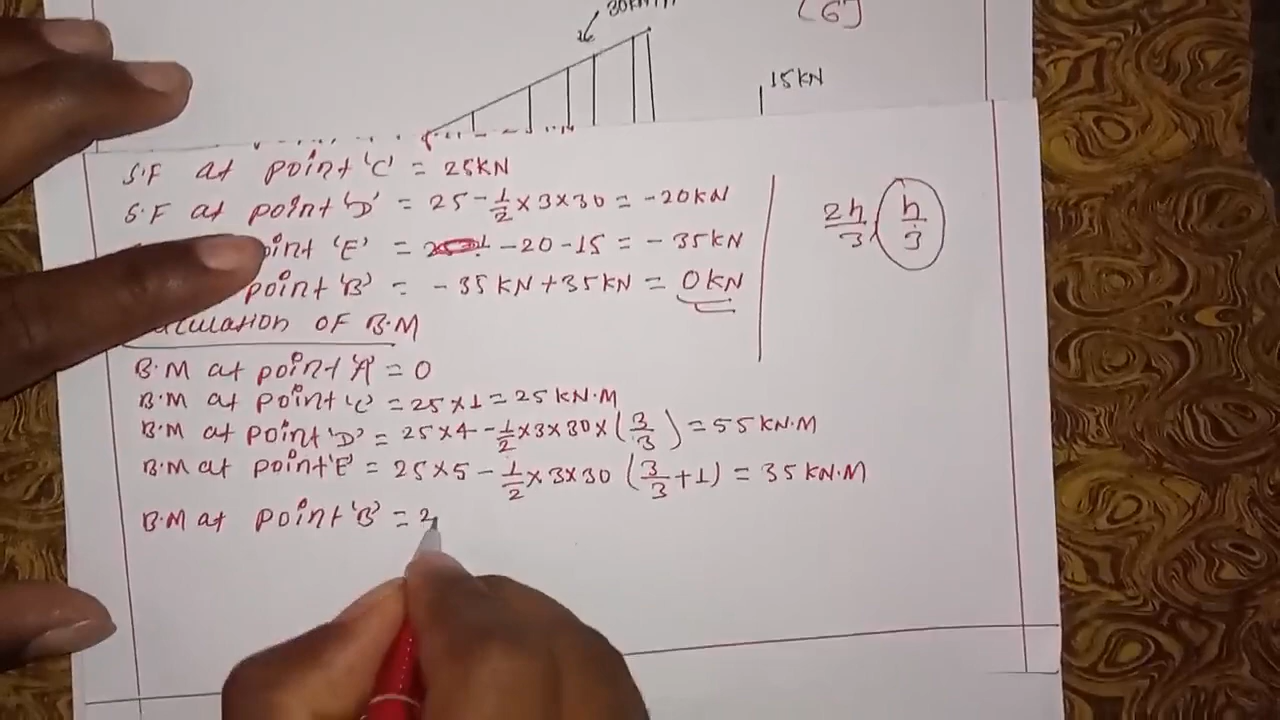 (6)
15KN
S.F at point 'C' = 25KN
S.F at point 'D' = 25 - 1/2 × 3 × 30 = -20KN
2h/3, h/3
point 'E' = -20 - 15 = - 35KN
point 'B' = - 35KN + 35KN = 0KN
OF B.M
B.M at point 'A' = 0
B.M at point 'C' = 25 × 1 = 25 KN.M
B.M at point 'D' = 25 × 4 - 1/2 × 3 × 30 × (3/3) = 55 KN.M
B.M at point 'E' = 25 × 5 - 1/2 × 3 × 30 (3/3 + 1) = 35 KN.M
B.M at point 'B' = 2